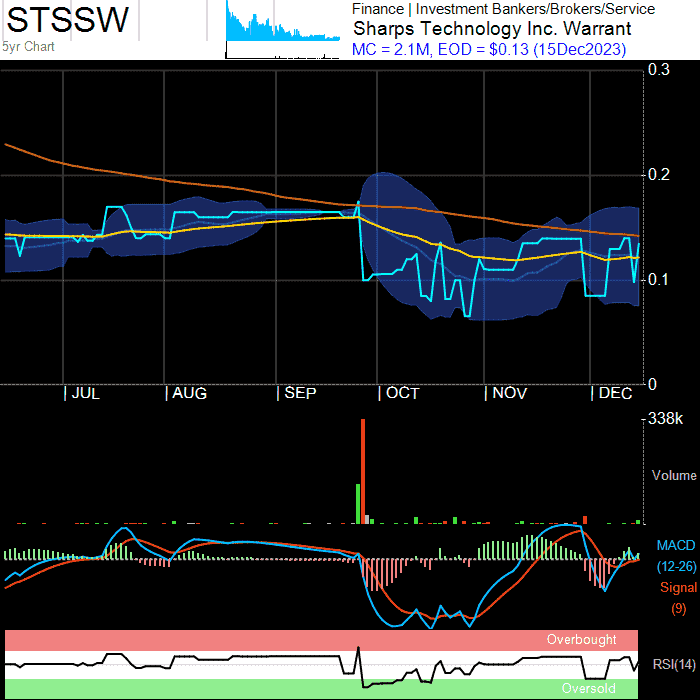 STSSW
5yr Chart
Finance | Investment Bankers/Brokers/Service
Sharps Technology Inc. Warrant
MC = 2.1M, EOD = $0.13 (15Dec2023)
0.3
0.2
0.1
0
JUL
AUG
SEP
OCT
NOV
DEC
338k
Volume
MACD
(12-26)
Signal
(9)
Overbought
RSI(14)
Oversold